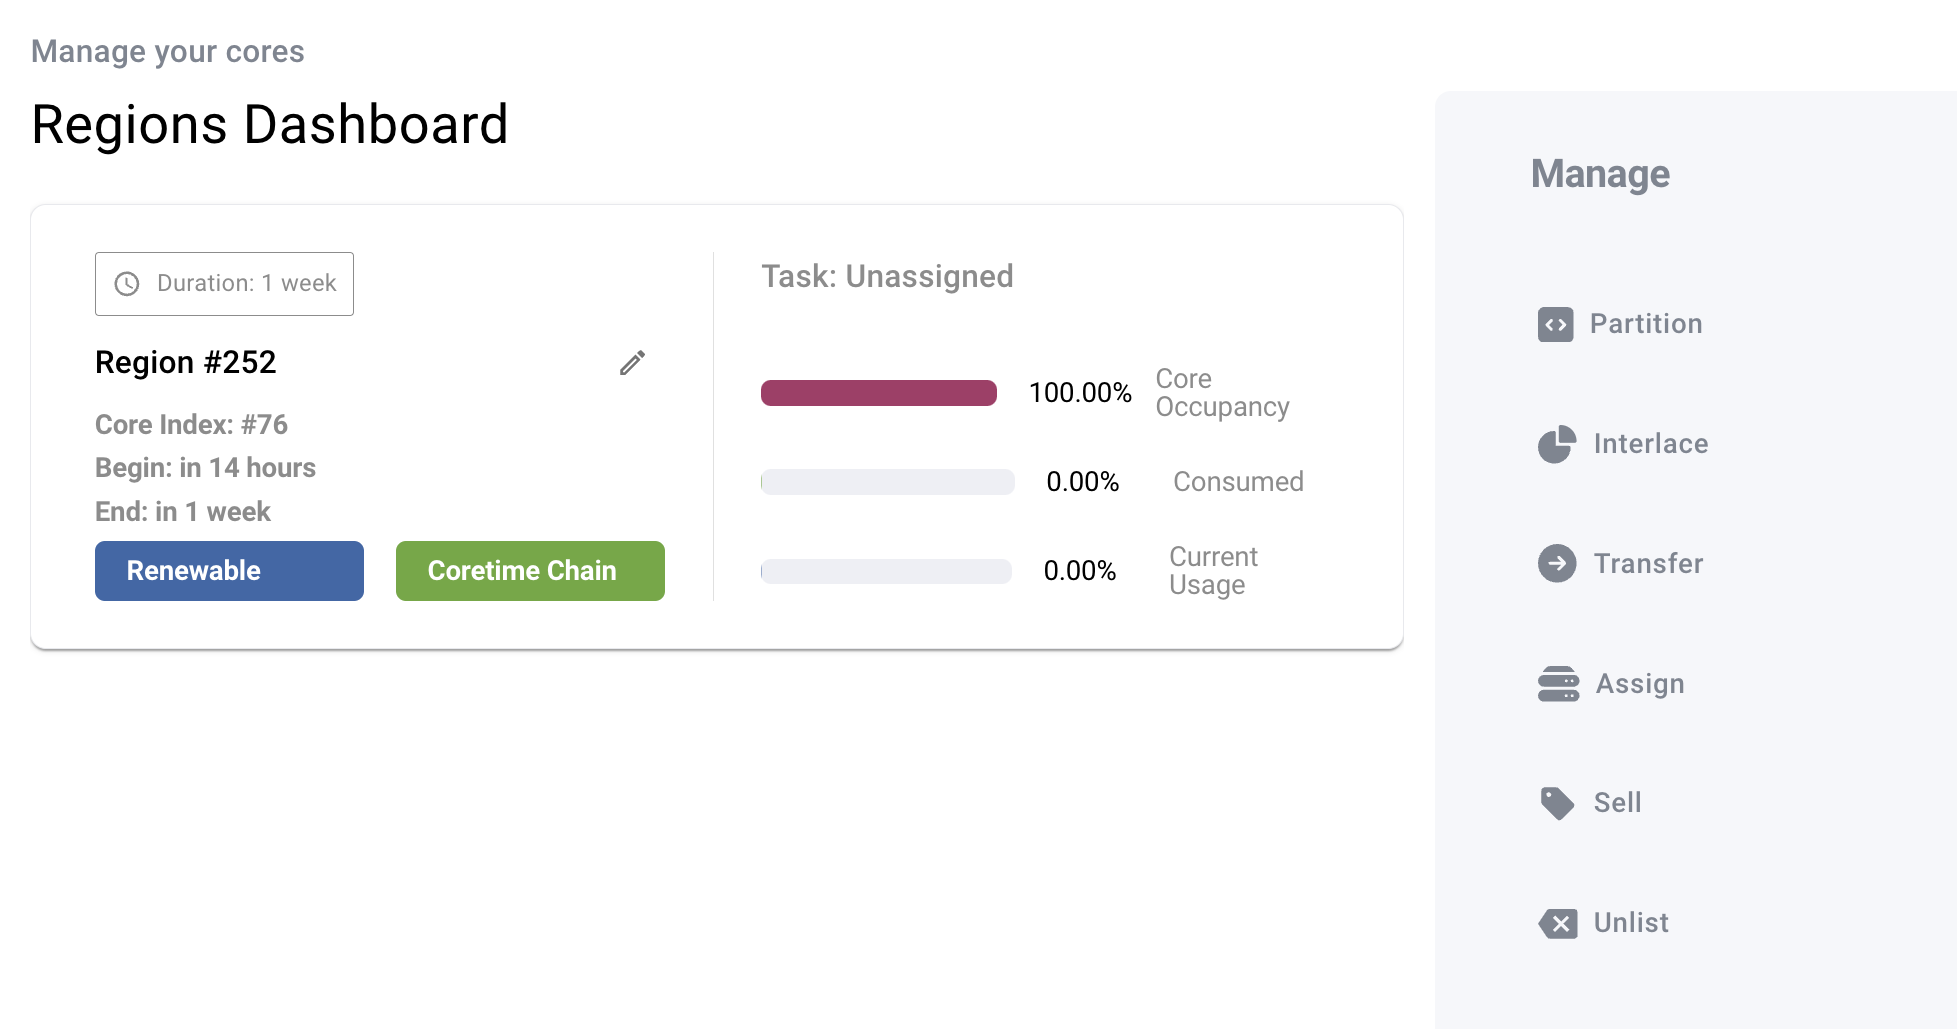 Manage your cores
Regions Dashboard
Duration: 1 week
Region #252
Core Index: #76
Begin: in 14 hours
End: in 1 week
Renewable
Coretime Chain
Task: Unassigned
100.00%
Core
Occupancy
0.00%
Consumed
0.00%
Current
Usage
Manage
Partition
Interlace
Transfer
Assign
Sell
Unlist